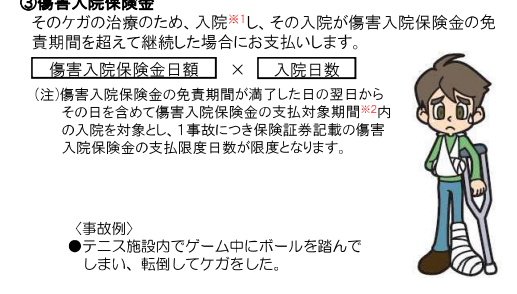 ③傷害入院保険金
そのケガの治療のため、入院※1し、その入院が傷害入院保険金の免
責期間を超えて継続した場合にお支払いします。
傷害入院保険金日額 × 入院日数
(注)傷害入院保険金の免責期間が満了した日の翌日から
その日を含めて傷害入院保険金の支払対象期間※2内
の入院を対象とし、1事故につき保険証券記載の傷害
入院保険金の支払限度日数が限度となります。
〈事故例〉
●テニス施設内でゲーム中にボールを踏んで
しまい、転倒してケガをした。